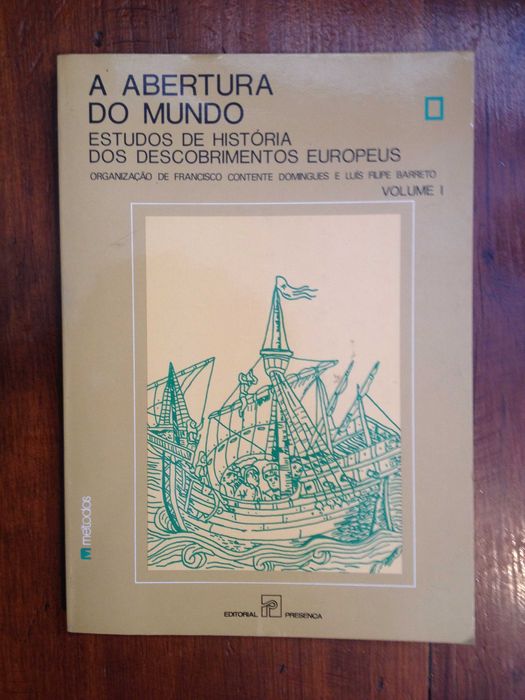 A ABERTURA
DO MUNDO
ESTUDOS DE HISTÓRIA
DOS DESCOBRIMENTOS EUROPEUS
ORGANIZAÇÃO DE FRANCISCO CONTENTE DOMINGUES E LUÍS FILIPE BARRETO
VOLUME I
métodos
EDITORIAL PRESENÇA